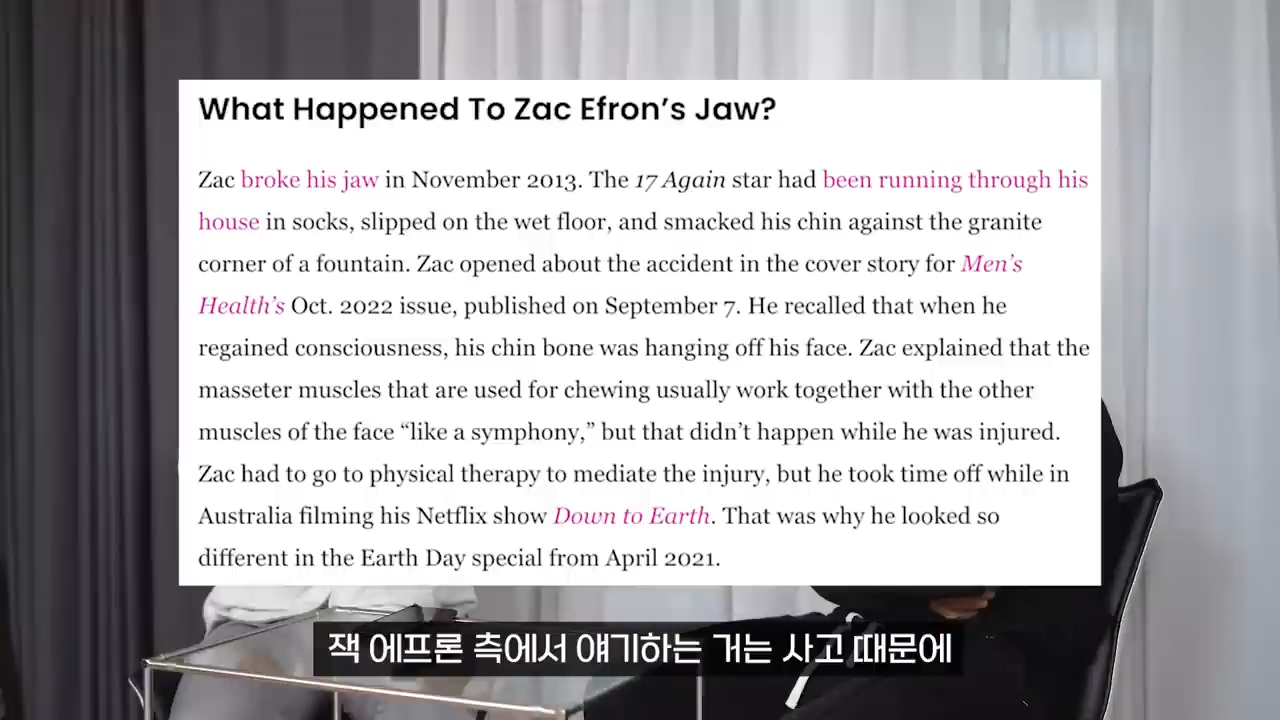 What Happened To Zac Efron’s Jaw?
Zac broke his jaw in November 2013. The 17 Again star had been running through his
house in socks, slipped on the wet floor, and smacked his chin against the granite
corner of a fountain. Zac opened about the accident in the cover story for Men’s
Health’s Oct. 2022 issue, published on September 7. He recalled that when he
regained consciousness, his chin bone was hanging off his face. Zac explained that the
masseter muscles that are used for chewing usually work together with the other
muscles of the face “like a symphony,” but that didn’t happen while he was injured.
Zac had to go to physical therapy to mediate the injury, but he took time off while in
Australia filming his Netflix show Down to Earth. That was why he looked so
different in the Earth Day special from April 2021.
잭 에프론 측에서 얘기하는 거는 사고 때문에